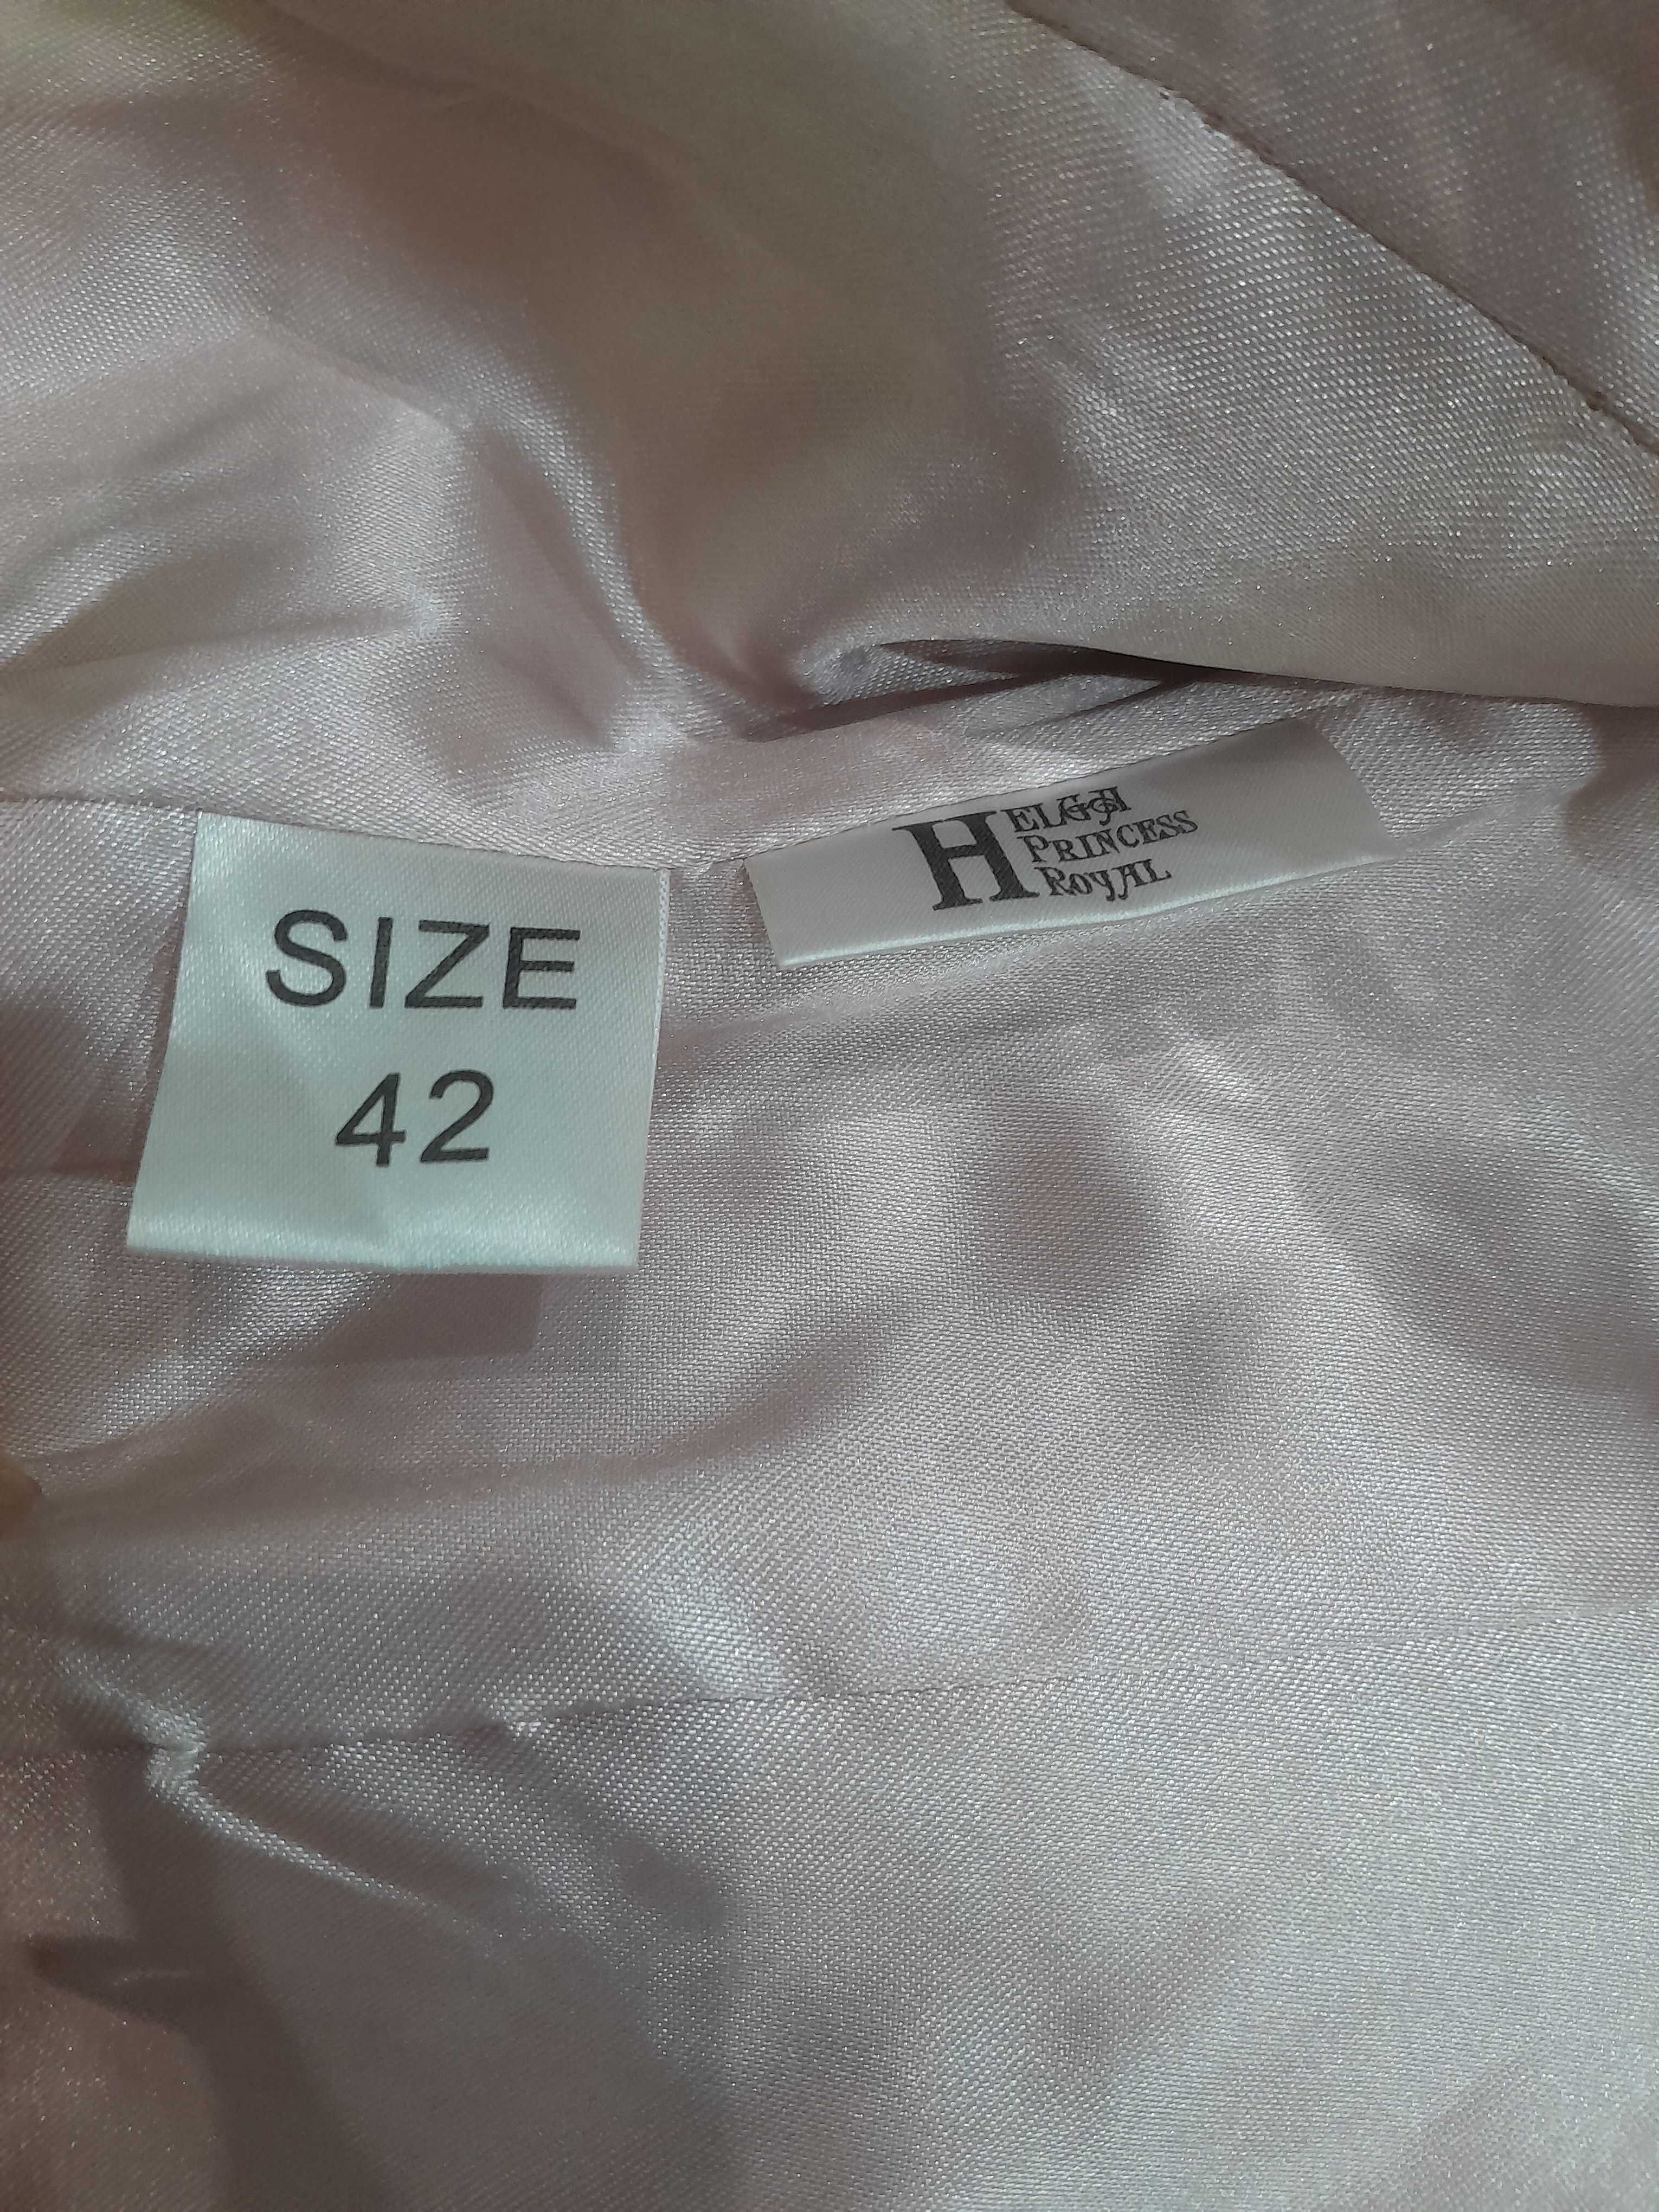 SIZE
42
HELGA
PRINCESS
ROYAL